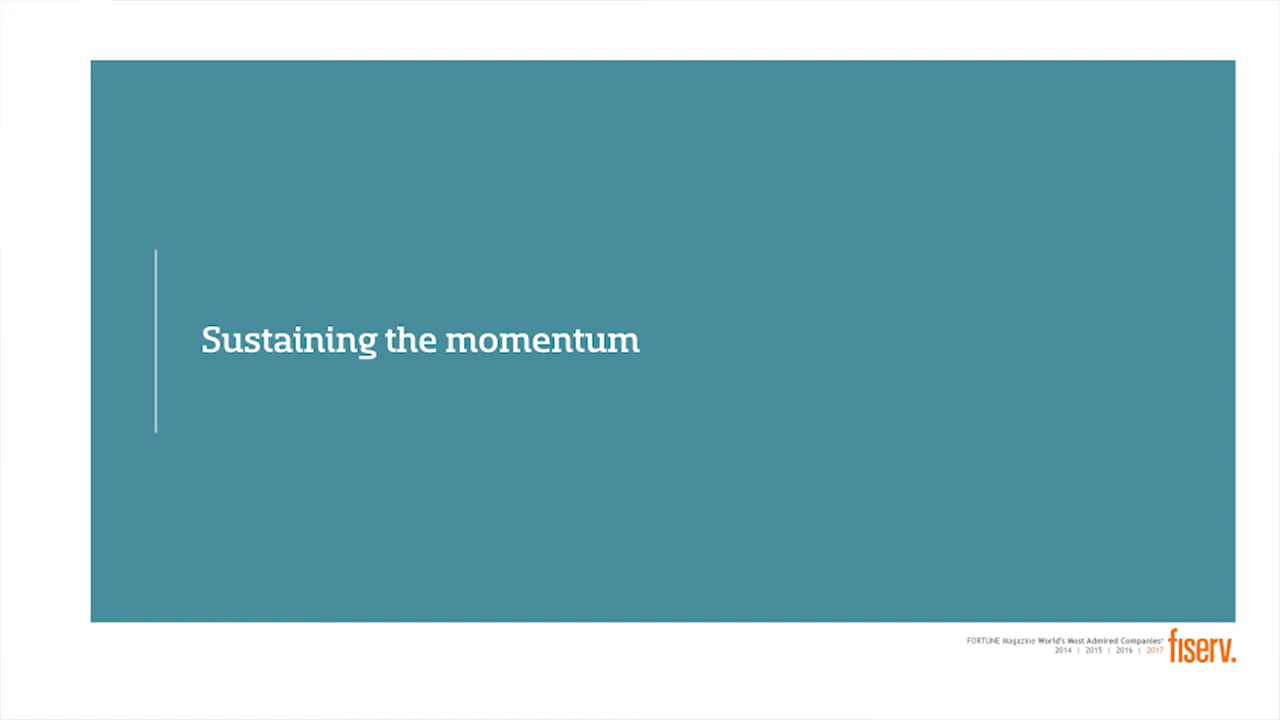 Sustaining the momentum
FORTUNE Magazine World's Most Admired Companies®
2014 | 2015 | 2016 | 2017
fiserv.